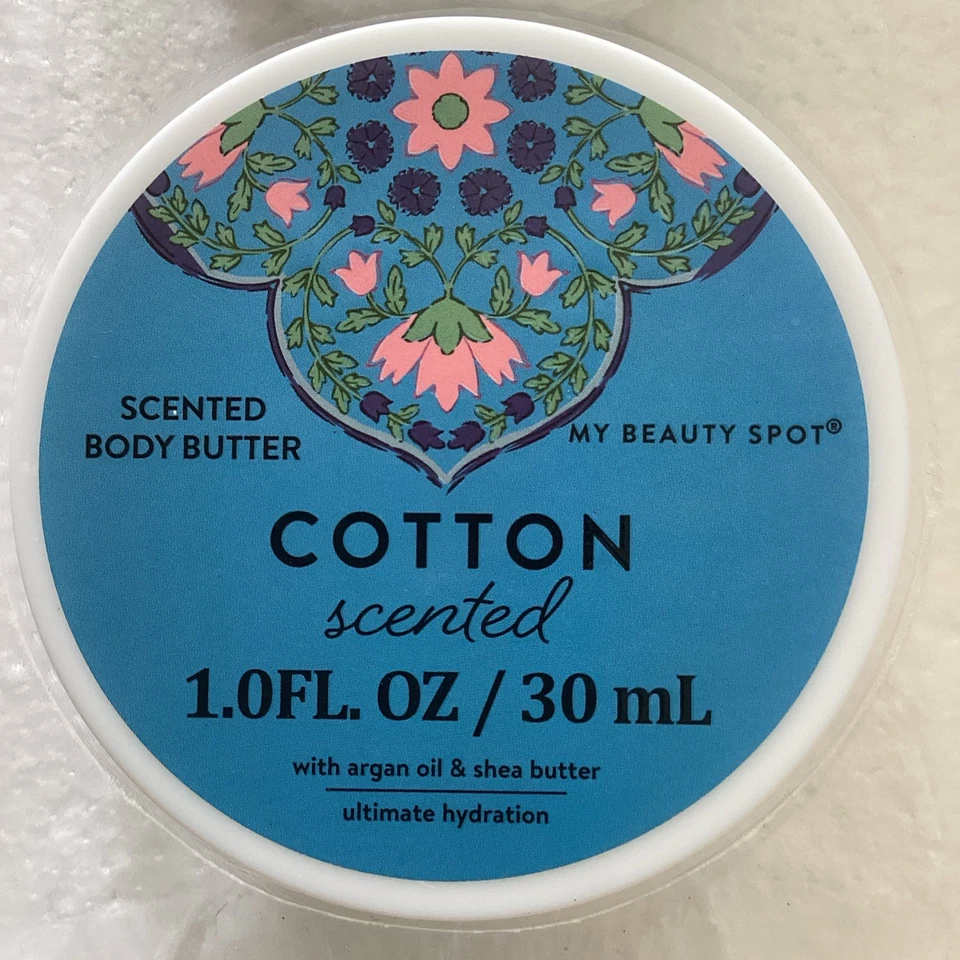 SCENTED
BODY BUTTER
MY BEAUTY SPOT®
COTTON
scented
1.0FL. OZ / 30 mL
with argan oil & shea butter
ultimate hydration